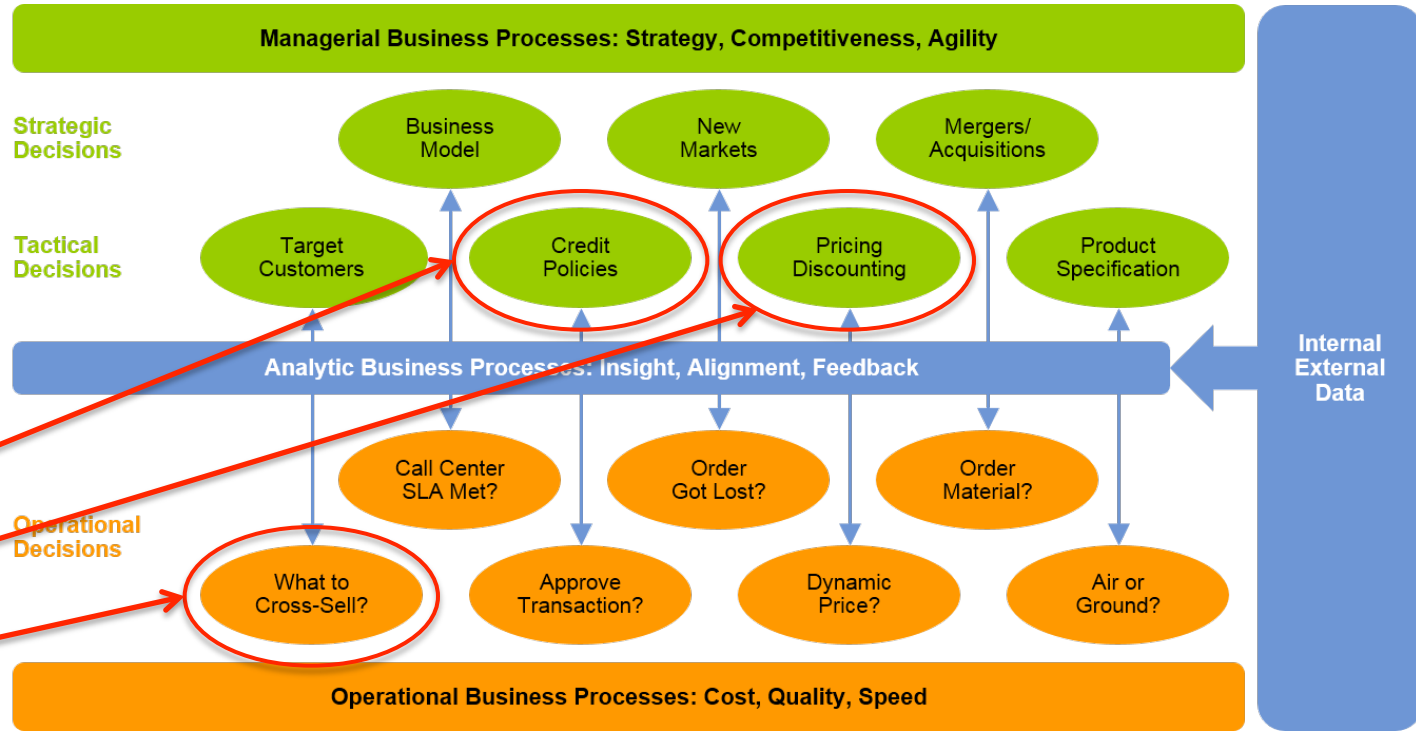 Managerial Business Processes: Strategy, Competitiveness, Agility
Strategic
Decisions
Business
Model
New
Markets
Mergers/
Acquisitions
Tactical
Decisions
Target
Customers
Credit
Policies
Pricing
Discounting
Product
Specification
Analytic Business Processes: Insight, Alignment, Feedback
Internal
External
Data
Call Center
SLA Met?
Order
Got Lost?
Order
Material?
Operational
Decisions
What to
Cross-Sell?
Approve
Transaction?
Dynamic
Price?
Air or
Ground?
Operational Business Processes: Cost, Quality, Speed